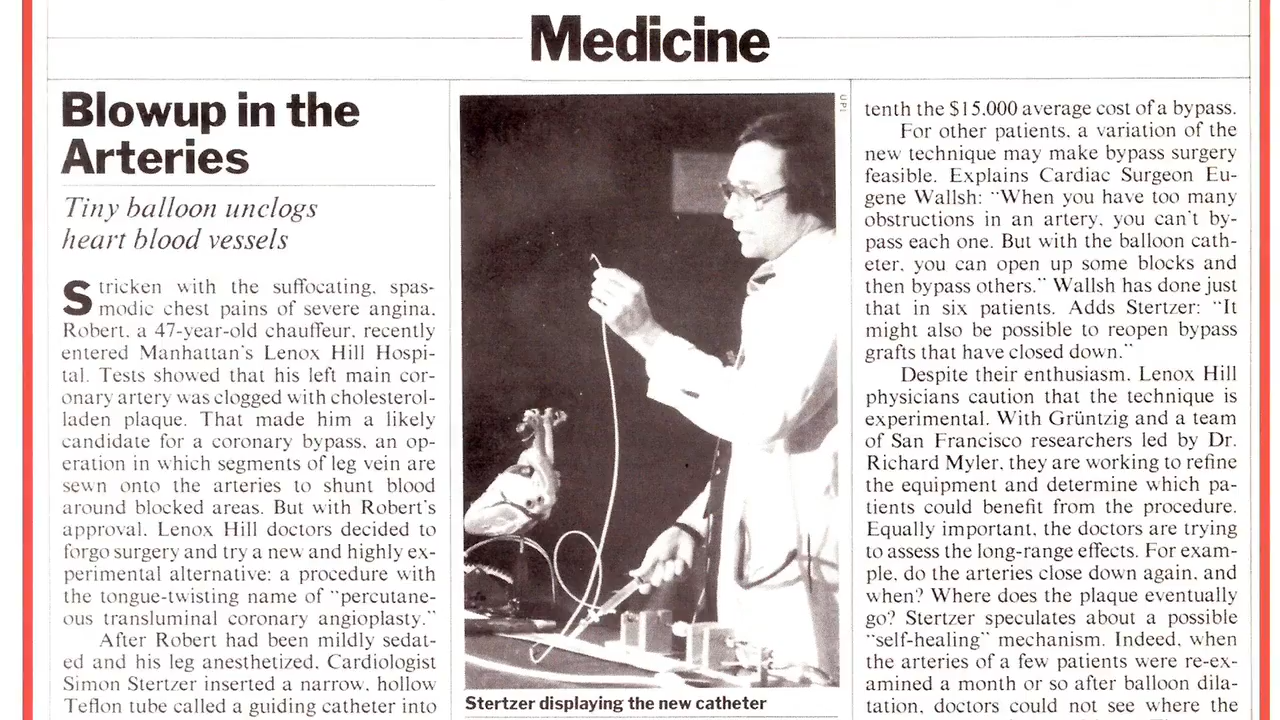 Medicine
Blowup in the
Arteries
Tiny balloon unclogs
heart blood vessels
Stricken with the suffocating, spas-
modic chest pains of severe angina,
Robert, a 47-year-old chauffeur, recently
entered Manhattan's Lenox Hill Hospi-
tal. Tests showed that his left main cor-
onary artery was clogged with cholesterol-
laden plaque. That made him a likely
candidate for a coronary bypass, an op-
eration in which segments of leg vein are
sewn onto the arteries to shunt blood
around blocked areas. But with Robert's
approval, Lenox Hill doctors decided to
forgo surgery and try a new and highly ex-
perimental alternative: a procedure with
the tongue-twisting name of "percutane-
ous transluminal coronary angioplasty."
After Robert had been mildly sedat-
ed and his leg anesthetized, Cardiologist
Simon Stertzer inserted a narrow, hollow
Teflon tube called a guiding catheter into
UPI
Stertzer displaying the new catheter
tenth the $15,000 average cost of a bypass.
For other patients, a variation of the
new technique may make bypass surgery
feasible. Explains Cardiac Surgeon Eu-
gene Wallsh: "When you have too many
obstructions in an artery, you can't by-
pass each one. But with the balloon cath-
eter, you can open up some blocks and
then bypass others." Wallsh has done just
that in six patients. Adds Stertzer: "It
might also be possible to reopen bypass
grafts that have closed down."
Despite their enthusiasm, Lenox Hill
physicians caution that the technique is
experimental. With Grüntzig and a team
of San Francisco researchers led by Dr.
Richard Myler, they are working to refine
the equipment and determine which pa-
tients could benefit from the procedure.
Equally important, the doctors are trying
to assess the long-range effects. For exam-
ple, do the arteries close down again, and
when? Where does the plaque eventually
go? Stertzer speculates about a possible
"self-healing" mechanism. Indeed, when
the arteries of a few patients were re-ex-
amined a month or so after balloon dila-
tation, doctors could not see where the